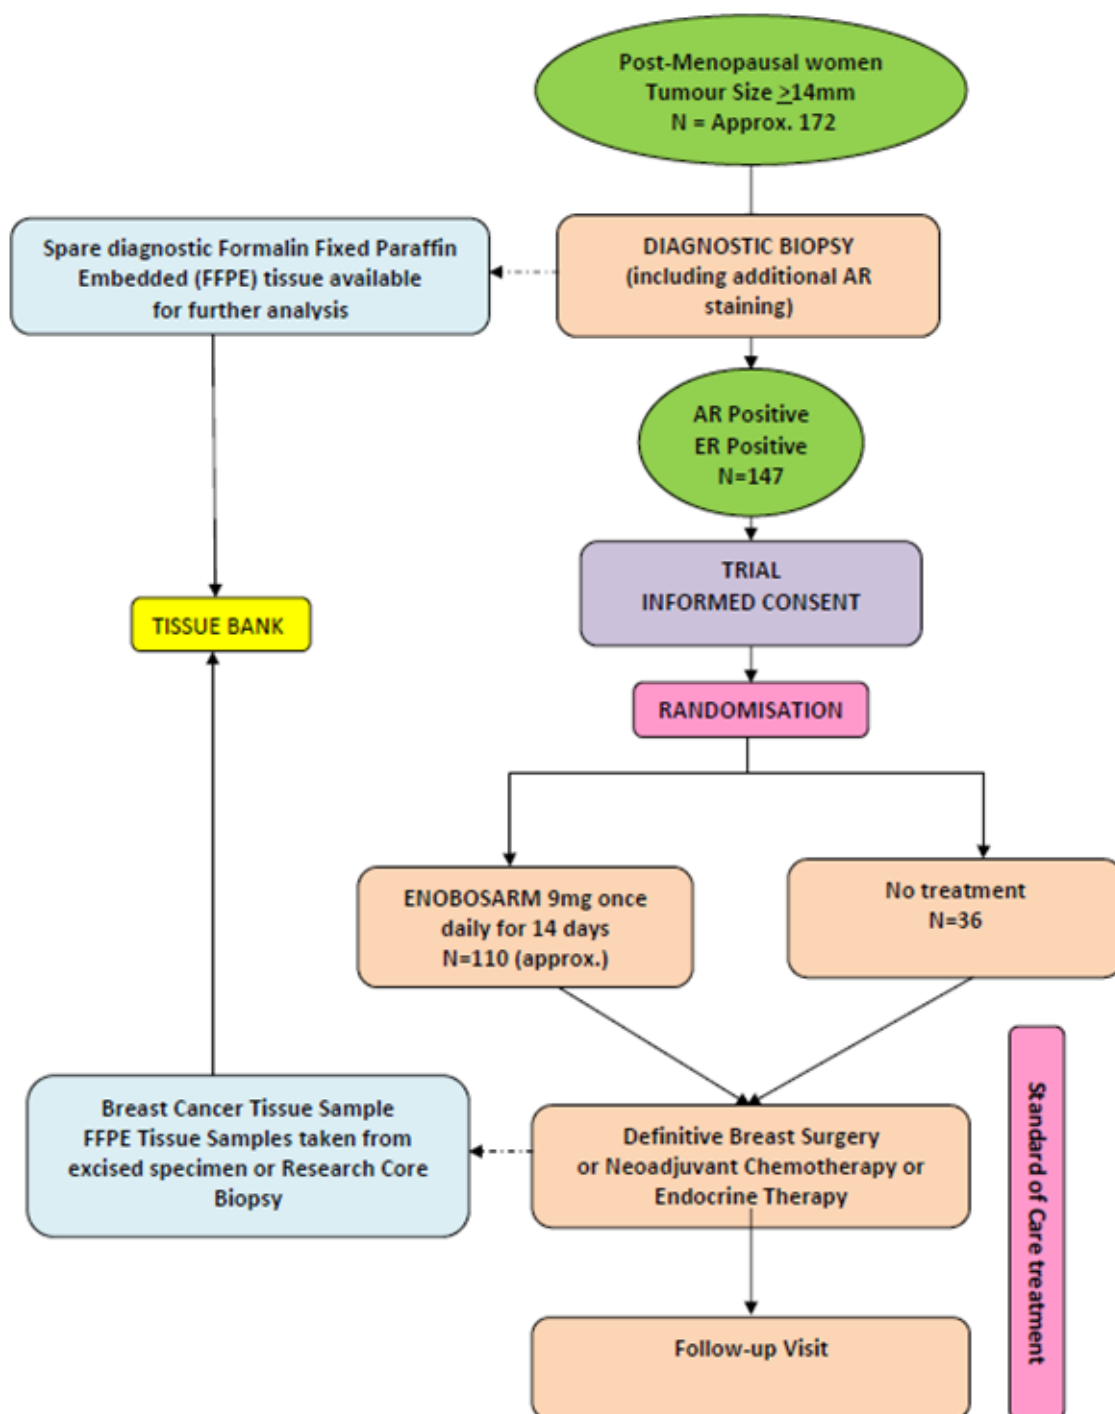 Post-Menopausal women
Tumour Size ≥14mm
N = Approx. 172
Spare diagnostic Formalin Fixed Paraffin
Embedded (FFPE) tissue available
for further analysis
DIAGNOSTIC BIOPSY
(including additional AR
staining)
AR Positive
ER Positive
N=147
TRIAL
INFORMED CONSENT
TISSUE BANK
RANDOMISATION
ENOBOSARM 9mg once
daily for 14 days
N=110 (approx.)
No treatment
N=36
Breast Cancer Tissue Sample
FFPE Tissue Samples taken from
excised specimen or Research Core
Biopsy
Definitive Breast Surgery
or Neoadjuvant Chemotherapy or
Endocrine Therapy
Standard of Care treatment
Follow-up Visit